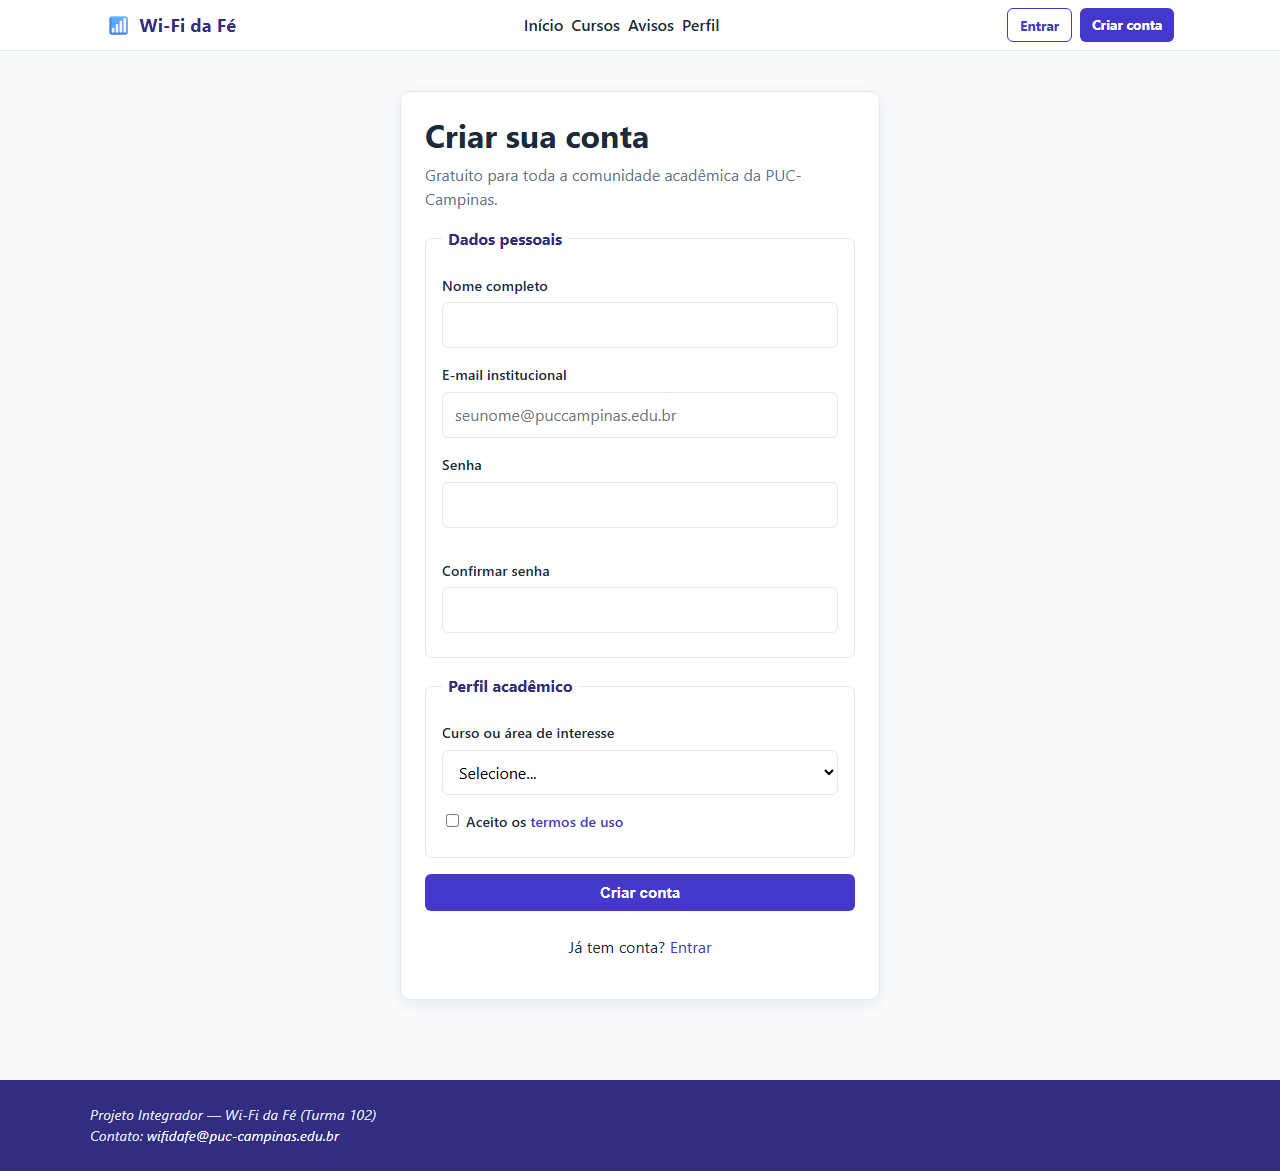 Wi-Fi da Fé
Início Cursos Avisos Perfil
Entrar
Criar conta
Criar sua conta
Gratuito para toda a comunidade acadêmica da PUC-
Campinas.
Dados pessoais
Nome completo
E-mail institucional
seunome@puccampinas.edu.br
Senha
Confirmar senha
Perfil acadêmico
Curso ou área de interesse
Selecione...
Aceito os termos de uso
Criar conta
Já tem conta? Entrar
Projeto Integrador — Wi-Fi da Fé (Turma 102)
Contato: wifidafe@puc-campinas.edu.br